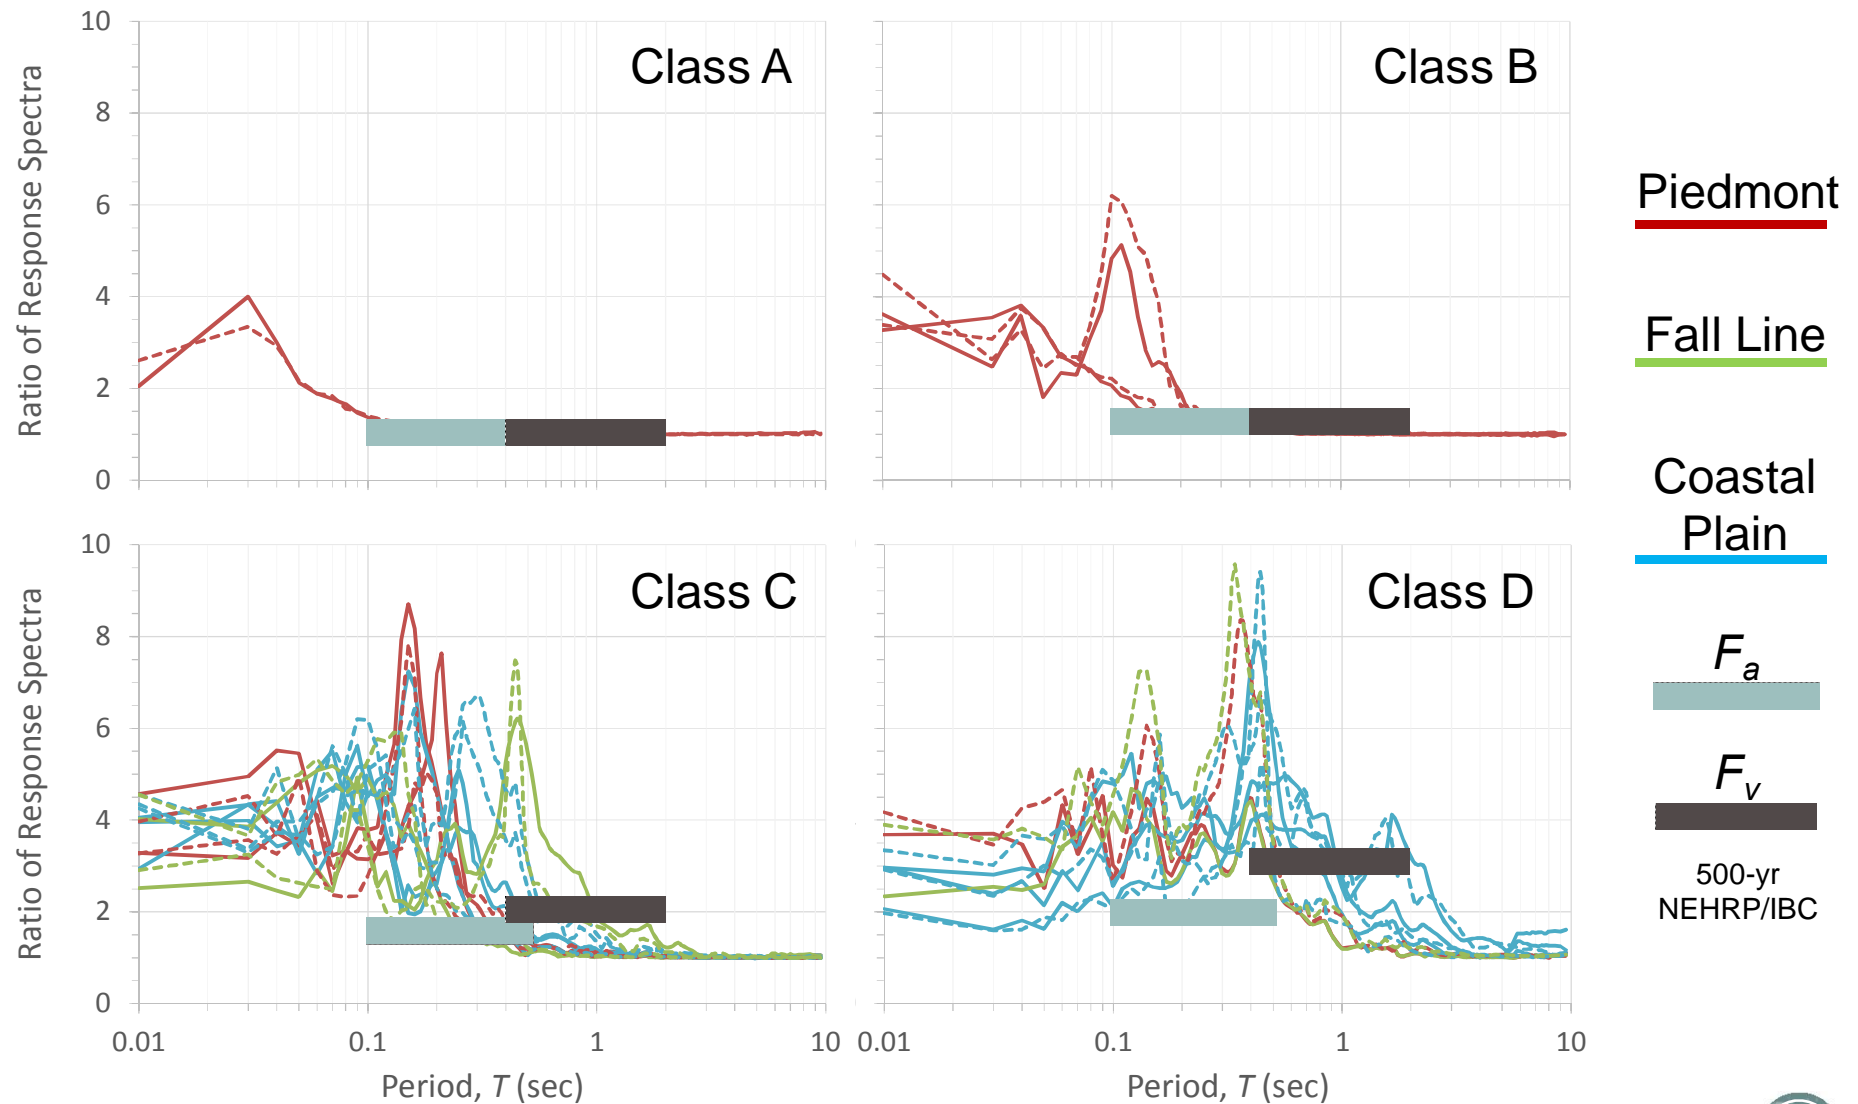 10
8
6
4
2
0
Ratio of Response Spectra
Class A
Class B
Piedmont
Fall Line
Coastal
Plain
Fa
Fv
500-yr
NEHRP/IBC
10
8
6
4
2
0
Ratio of Response Spectra
Class C
Class D
0.01
0.1
1
10
0.01
0.1
1
10
Period, T (sec)
Period, T (sec)